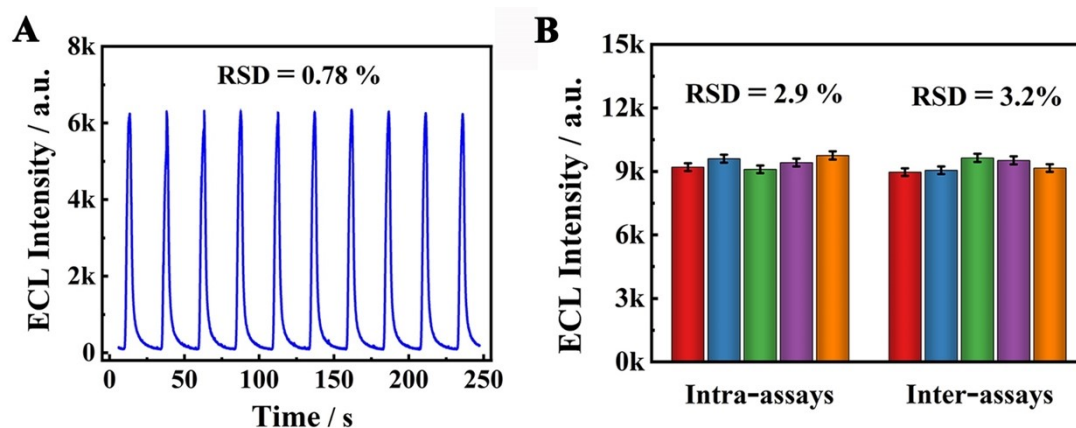 A
ECL Intensity / a.u.
8k
6k
4k
2k
0
RSD = 0.78 %
0 50 100 150 200 250
Time / s
B
ECL Intensity / a.u.
15k
12k
9k
6k
3k
0k
RSD = 2.9 %
RSD = 3.2%
Intra-assays
Inter-assays